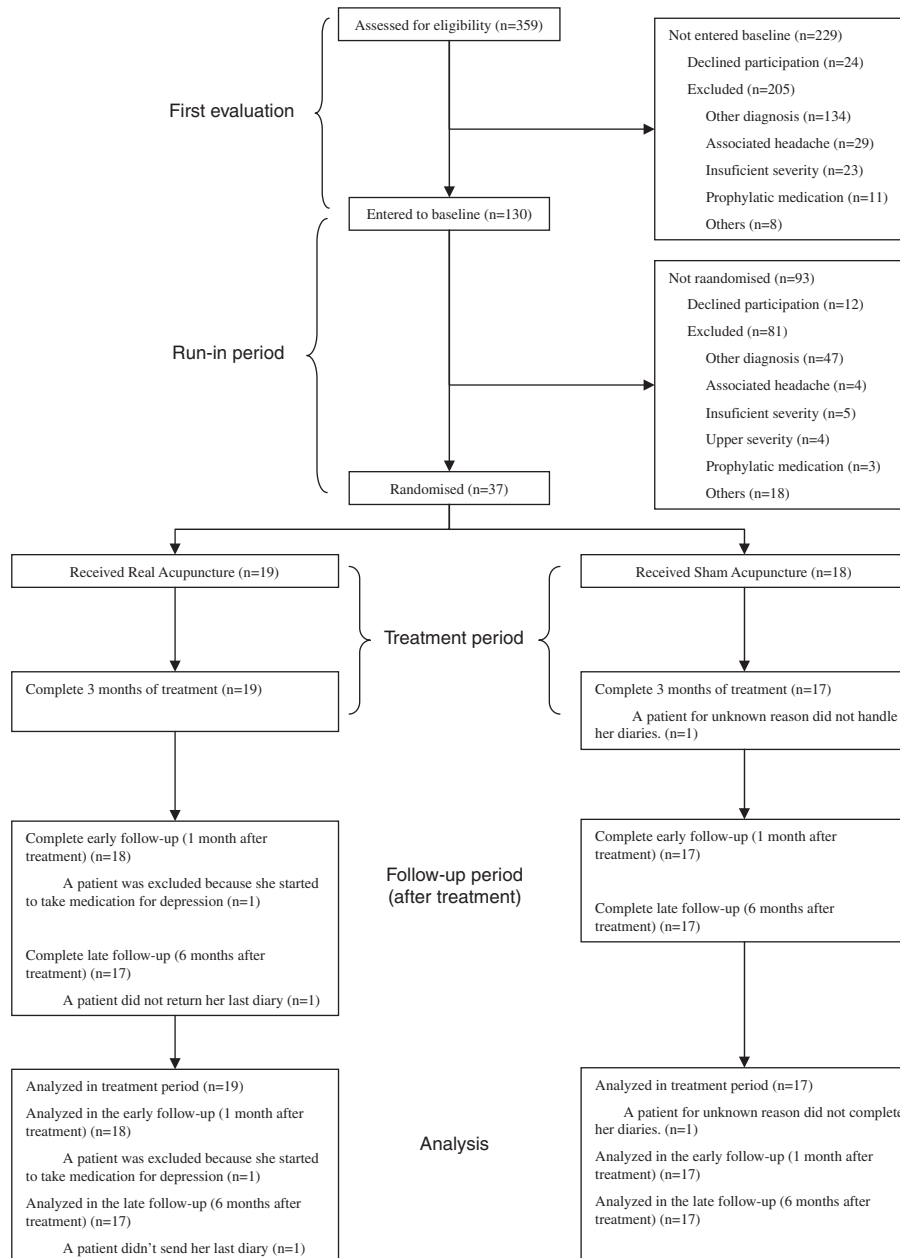 Assessed for eligibility (n=359)
Not entered baseline (n=229)
Declined participation (n=24)
Excluded (n=205)
Other diagnosis (n=134)
Associated headache (n=29)
Insuficient severity (n=23)
Prophylatic medication (n=11)
Others (n=8)
First evaluation
Entered to baseline (n=130)
Not raandomised (n=93)
Declined participation (n=12)
Excluded (n=81)
Other diagnosis (n=47)
Associated headache (n=4)
Insuficient severity (n=5)
Upper severity (n=4)
Prophylatic medication (n=3)
Others (n=18)
Run-in period
Randomised (n=37)
Received Real Acupuncture (n=19)
Received Sham Acupuncture (n=18)
Treatment period
Complete 3 months of treatment (n=19)
Complete 3 months of treatment (n=17)
A patient for unknown reason did not handle
her diaries. (n=1)
Complete early follow-up (1 month after
treatment) (n=18)
A patient was excluded because she started
to take medication for depression (n=1)
Complete late follow-up (6 months after
treatment) (n=17)
A patient did not return her last diary (n=1)
Follow-up period
(after treatment)
Complete early follow-up (1 month after
treatment) (n=17)
Complete late follow-up (6 months after
treatment) (n=17)
Analyzed in treatment period (n=19)
Analyzed in the early follow-up (1 month after
treatment) (n=18)
A patient was excluded because she started
to take medication for depression (n=1)
Analyzed in the late follow-up (6 months after
treatment) (n=17)
A patient didn't send her last diary (n=1)
Analysis
Analyzed in treatment period (n=17)
A patient for unknown reason did not complete
her diaries. (n=1)
Analyzed in the early follow-up (1 month after
treatment) (n=17)
Analyzed in the late follow-up (6 months after
treatment) (n=17)